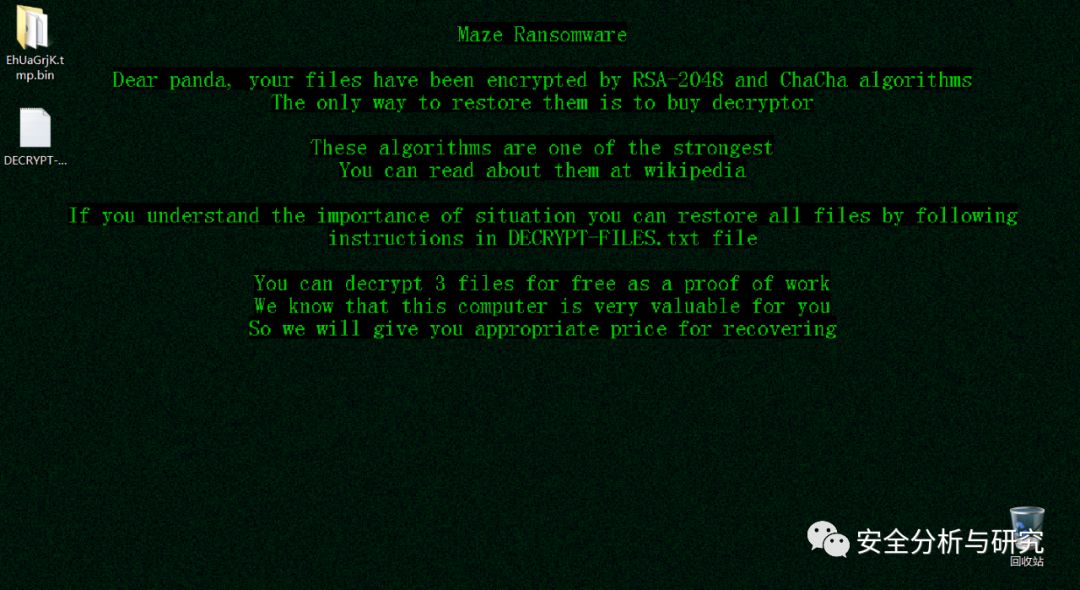 EhUaGrjK.t
mp.bin
DECRYPT-...
Maze Ransomware
Dear panda, your files have been encrypted by RSA-2048 and ChaCha algorithms
The only way to restore them is to buy decryptor
These algorithms are one of the strongest
You can read about them at wikipedia
If you understand the importance of situation you can restore all files by following
instructions in DECRYPT-FILES.txt file
You can decrypt 3 files for free as a proof of work
We know that this computer is very valuable for you
So we will give you appropriate price for recovering
安全分析与研究
回收站